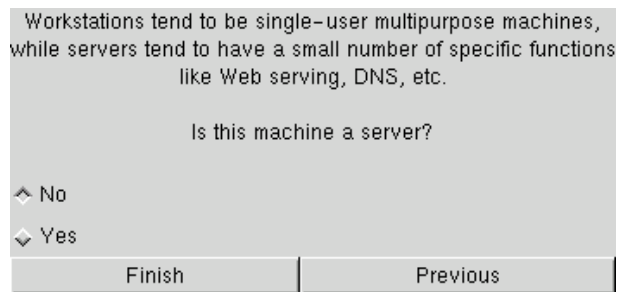 Workstations tend to be single-user multipurpose machines,
while servers tend to have a small number of specific functions
like Web serving, DNS, etc.
Is this machine a server?
No
Yes
Finish Previous